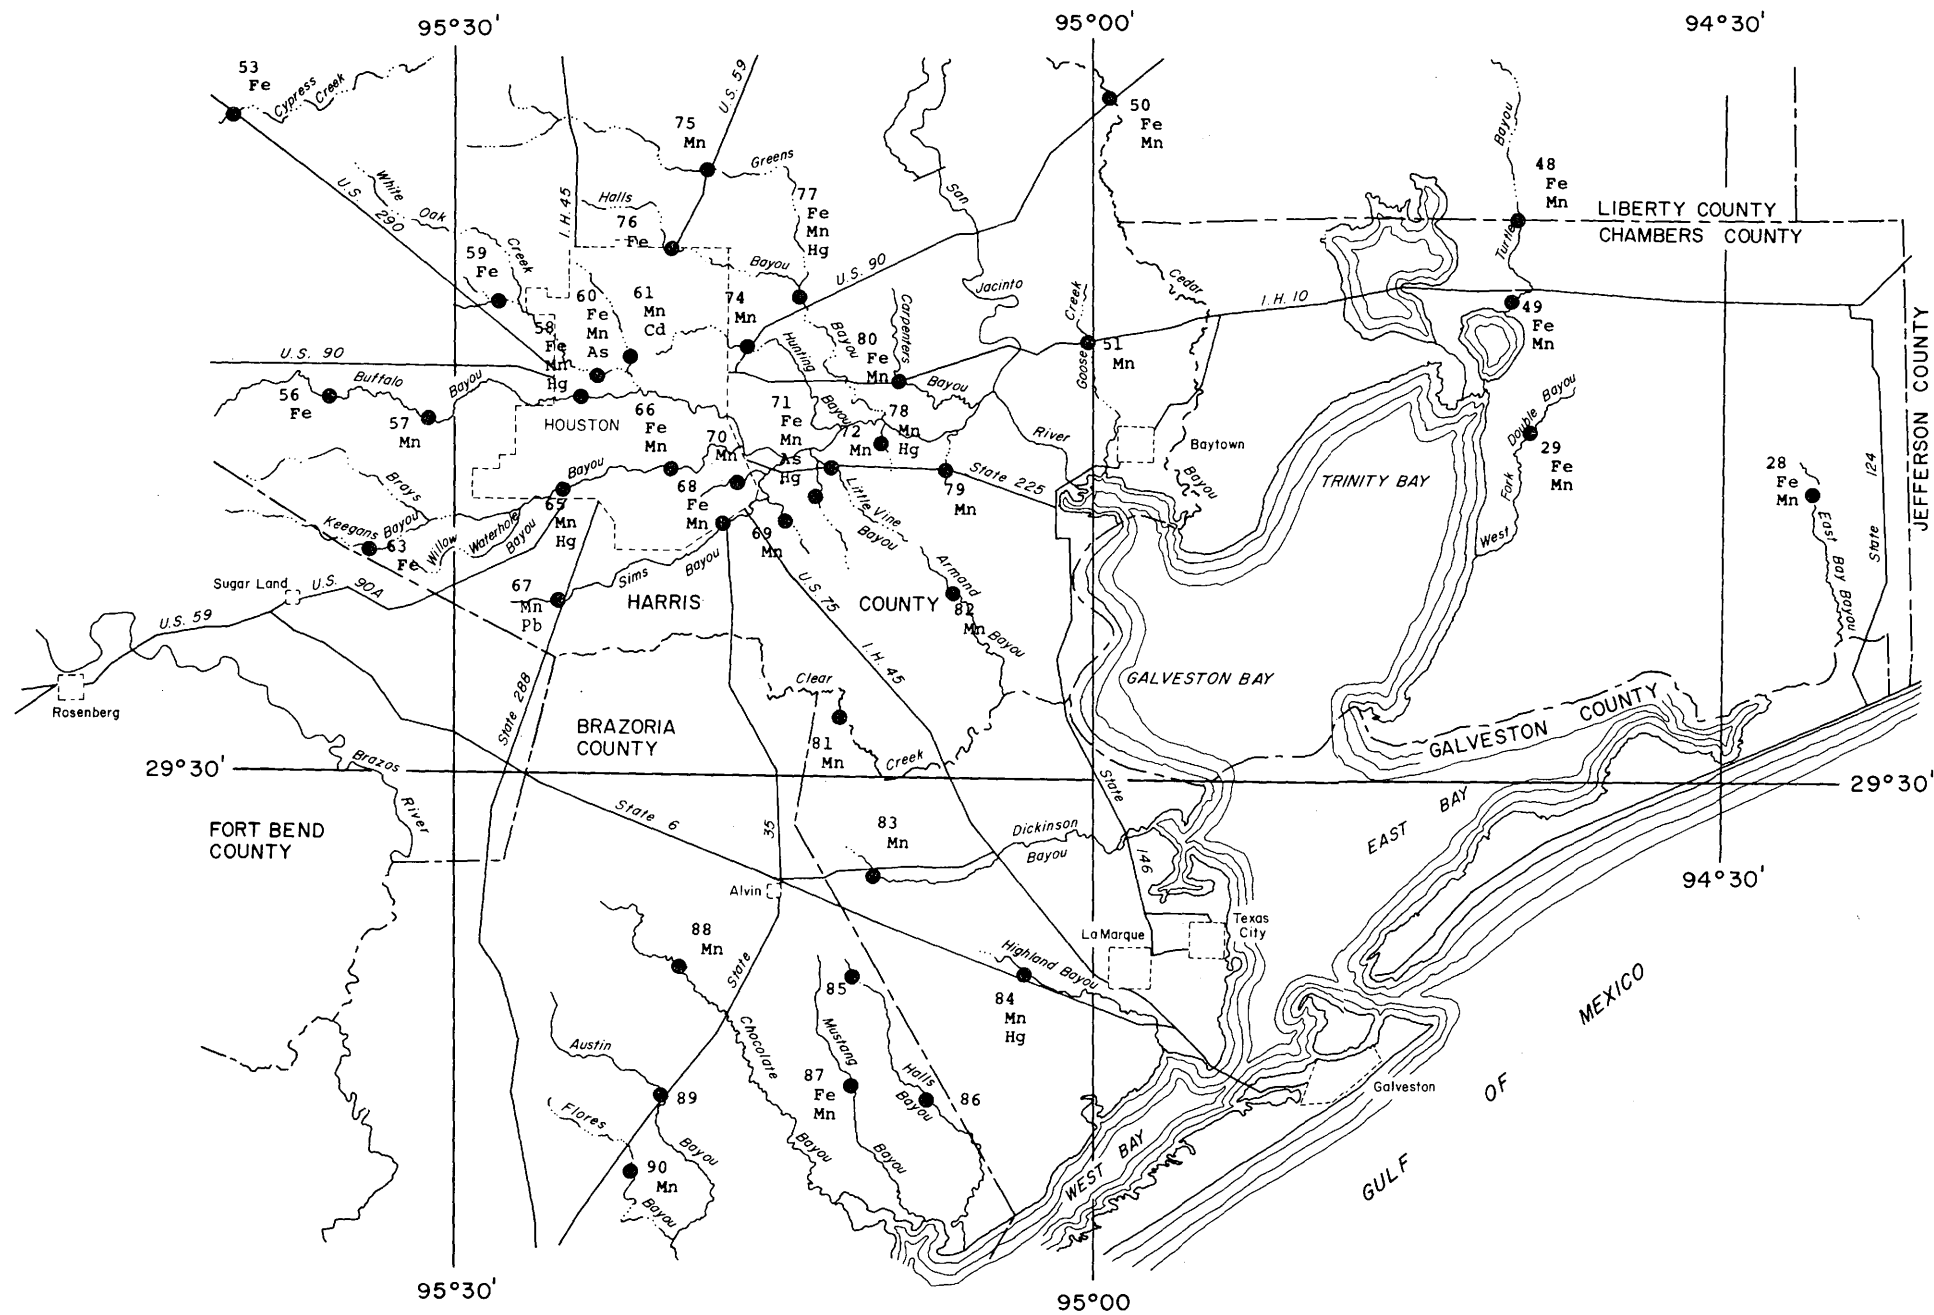 95°30'
95°00'
94°30'
53
Fe
Cypress
Creek
U.S. 59
75
Mn
50
Fe
Mn
Bayou
48
Fe
Mn
Greens
White
Oak
U.S. 290
I.H. 45
Halls
76
Fe
77
Fe
Mn
Hg
San
LIBERTY COUNTY
CHAMBERS COUNTY
Turtle
59
Fe
Creek
Bayou
U.S. 90
Jacinto
Creek
Cedar
I.H. 10
60
Fe
Mn
As
61
Mn
Cd
74
Mn
58
Fe
Mn
Hg
Hunting
Bayou
Bayou
80
Fe
Mn
Carpenters
Bayou
Goose
51
Mn
49
Fe
Mn
JEFFERSON COUNTY
U.S. 90
Buffalo
Bayou
56
Fe
57
Mn
HOUSTON
66
Fe
Mn
70
Mn
71
Fe
Mn
As
Hg
72
Mn
78
Mn
Hg
River
Baytown
Bayou
Double Bayou
29
Fe
Mn
West
Fork
28
Fe
Mn
State 124
TRINITY BAY
Brays
Bayou
Bayou
Keegans
63
Fe
Willow
Waterhole
Bayou
65
Mn
Hg
68
Fe
Mn
69
Mn
Little Vine
Bayou
State 225
79
Mn
East Bay Bayou
Sugar Land
U.S. 90A
U.S. 59
67
Mn
Pb
Sims
Bayou
HARRIS
COUNTY
U.S. 75
Armand
82
Mn
Bayou
I.H. 45
Rosenberg
State 288
Clear
81
Mn
Creek
BRAZORIA
COUNTY
GALVESTON BAY
GALVESTON COUNTY
29°30'
29°30'
Brazos
River
State 6
35
State
146
FORT BEND
COUNTY
83
Mn
Dickinson
Bayou
EAST BAY
94°30'
Alvin
88
Mn
State
LaMarque
Texas
City
Highland Bayou
85
84
Mn
Hg
Chocolate
Bayou
Mustang
Bayou
87
Fe
Mn
Halls
Bayou
86
Austin
Bayou
89
Flores
90
Mn
Bayou
Galveston
WEST BAY
GULF OF MEXICO
95°30'
95°00